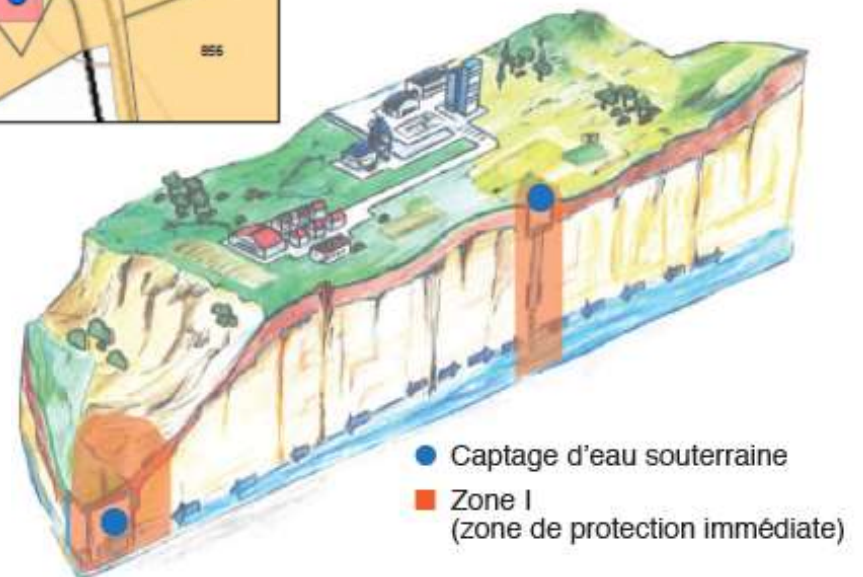 856
Captage d'eau souterraine
Zone I
(zone de protection immédiate)